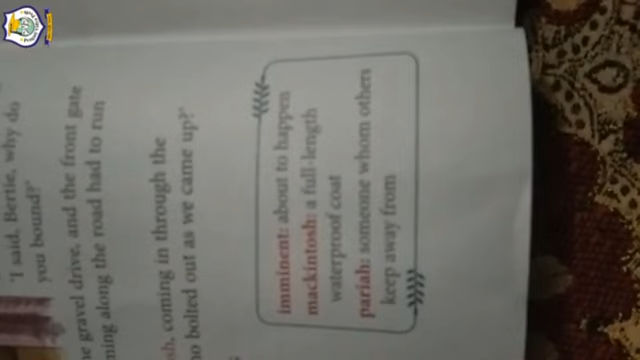 'I said, Bertie, why do
you bound?'
gravel drive, and the front gate
along the road had to run
coming in through the
bolted out as we came up?'
imminent: about to happen
mackintosh: a full-length
waterproof coat
pariah: someone whom others
keep away from